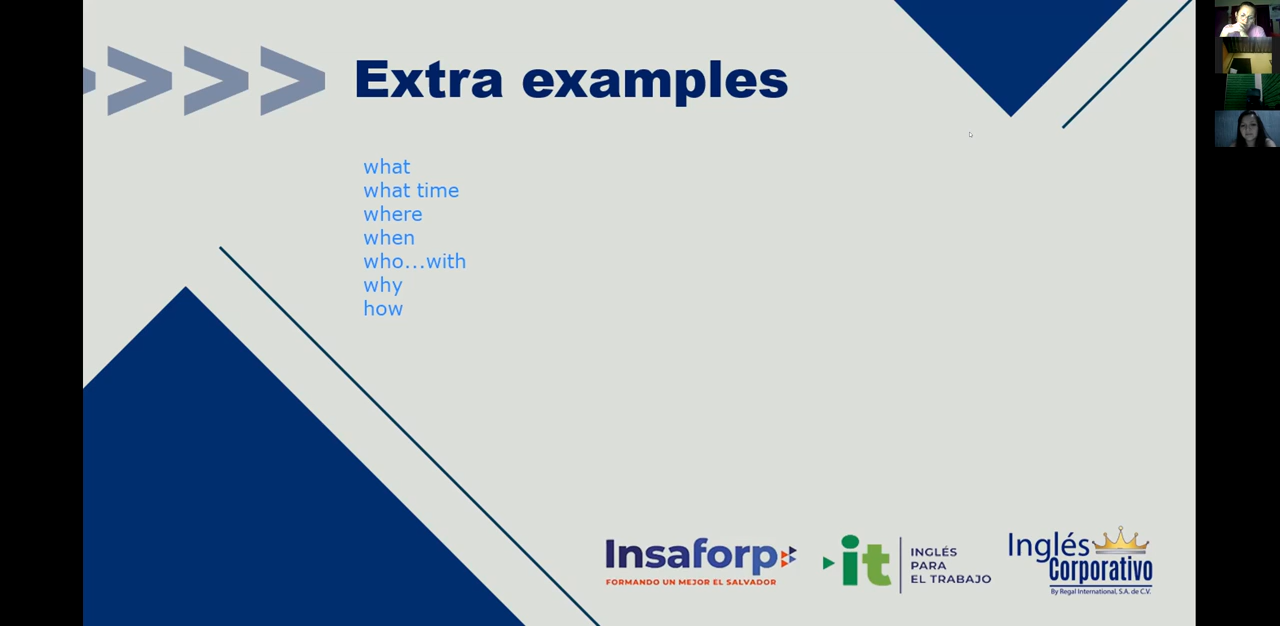 Extra examples
what
what time
where
when
who...with
why
how
Insaforp
FORMANDO UN MEJOR EL SALVADOR
it
INGLÉS
PARA
EL TRABAJO
Inglés
Corporativo
By Regal International, S.A. de C.V.